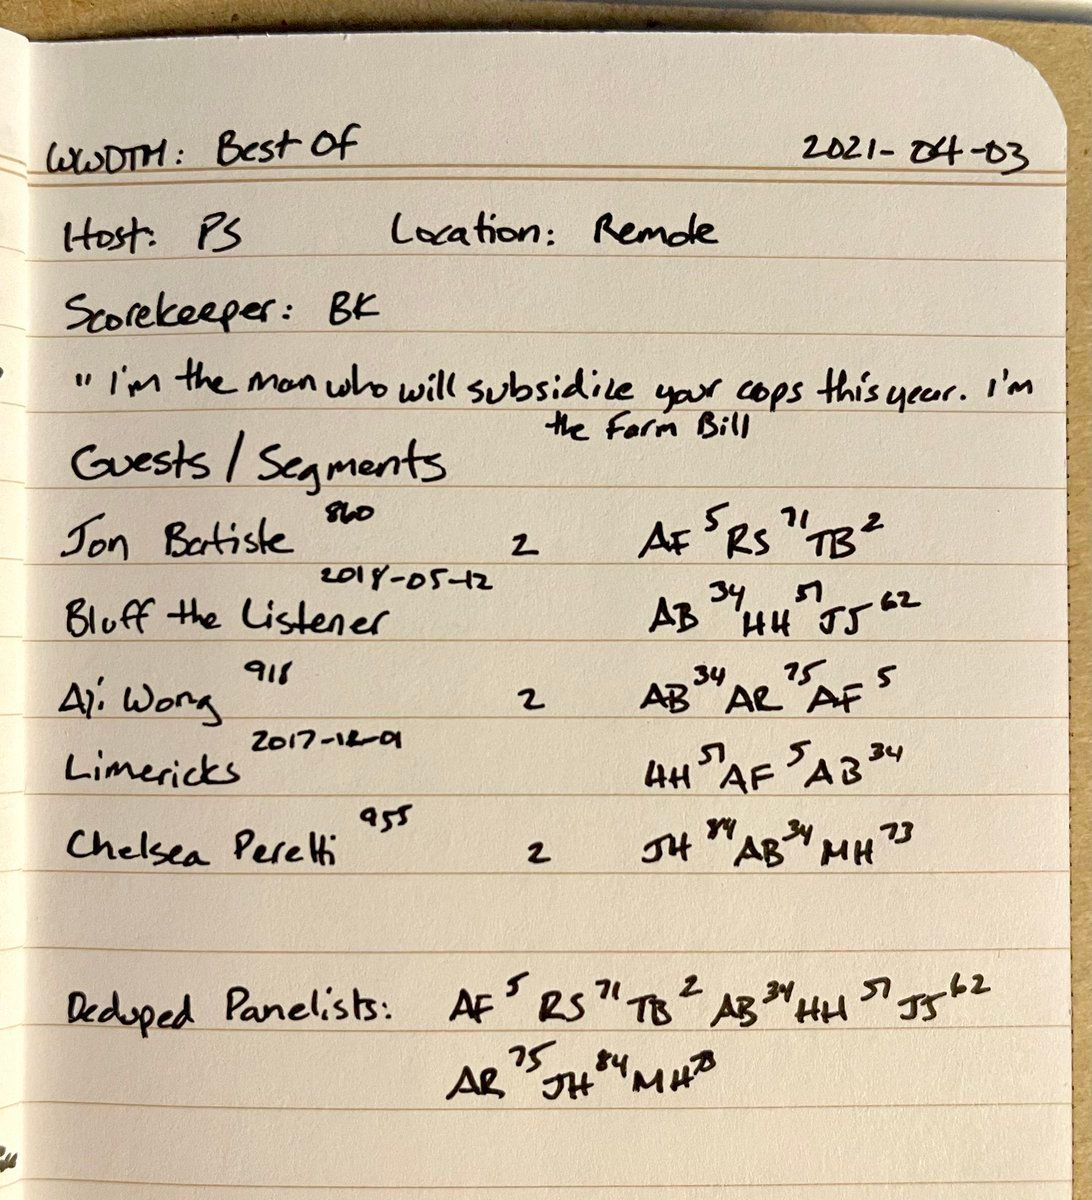 WWDTM: Best Of 2021-04-03
Host: PS Location: Remote
Scorekeeper: BK
" I'm the man who will subsidize your cops this year. I'm
the Farm Bill
Guests / Segments
860
Jon Batiste 2 AF 5 RS 71 TB 2
2018-05-12
Bluff the Listener AB 34 HH 51 JJ 62
918
Ali Wong 2 AB 34 AR 75 AF 5
2017-12-01
Limericks HH 51 AF 5 AB 34
955
Chelsea Peretti 2 JH 84 AB 34 MH 73
Deduped Panelists: AF 5 RS 71 TB 2 AB 34 HH 51 JJ 62
AR 75 JH 84 MH 73